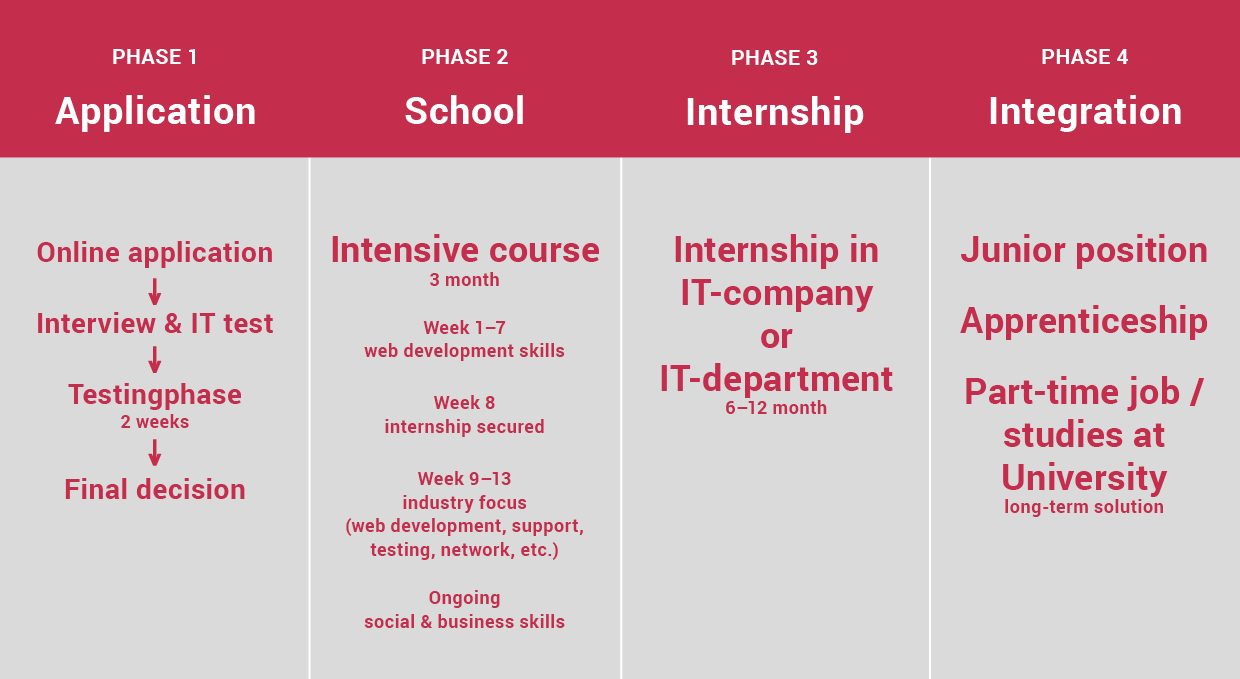 PHASE 1
Application
Online application
Interview & IT test
Testingphase
2 weeks
Final decision
PHASE 2
School
Intensive course
3 month
Week 1–7
web development skills
Week 8
internship secured
Week 9–13
industry focus
(web development, support,
testing, network, etc.)
Ongoing
social & business skills
PHASE 3
Internship
Internship in
IT-company
or
IT-department
6–12 month
PHASE 4
Integration
Junior position
Apprenticeship
Part-time job /
studies at
University
long-term solution